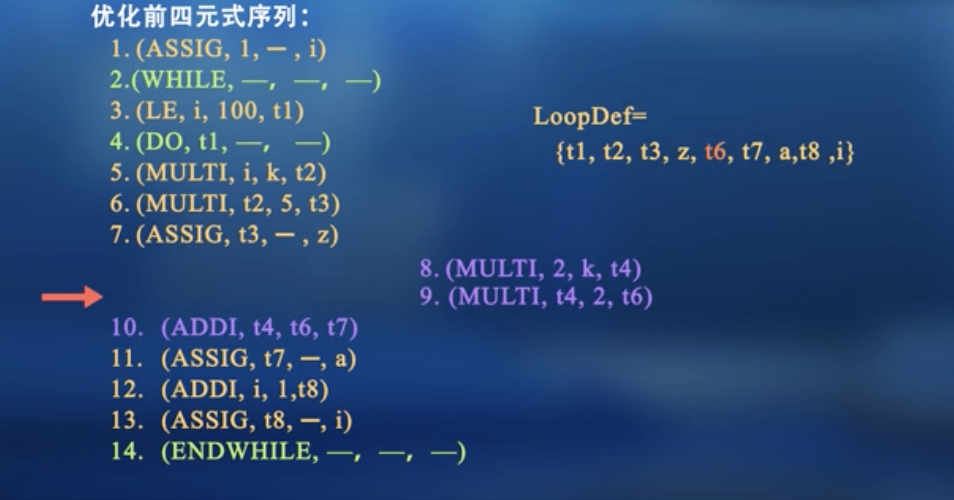 优化前四元式序列：
1. (ASSIG, 1, — , i)
2.(WHILE, —, —, —)
3. (LE, i, 100, t1)
4. (DO, t1, —, —)
5. (MULTI, i, k, t2)
6. (MULTI, t2, 5, t3)
7. (ASSIG, t3, — , z)
8. (MULTI, 2, k, t4)
9. (MULTI, t4, 2, t6)
10. (ADDI, t4, t6, t7)
11. (ASSIG, t7, —, a)
12. (ADDI, i, 1,t8)
13. (ASSIG, t8, —, i)
14. (ENDWHILE, —, —, —)
LoopDef=
{t1, t2, t3, z, t6, t7, a,t8 ,i}